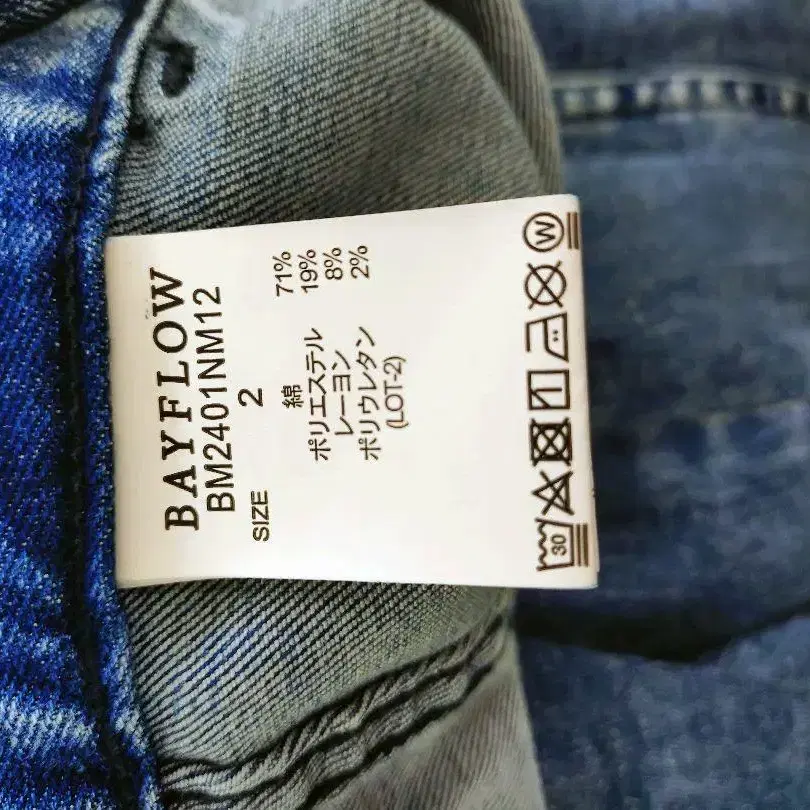 BAYFLOW
BM2401NM12
SIZE 2
綿 71%
ポリエステル 19%
レーヨン 8%
ポリウレタン 2%
(LOT-2)
30 W